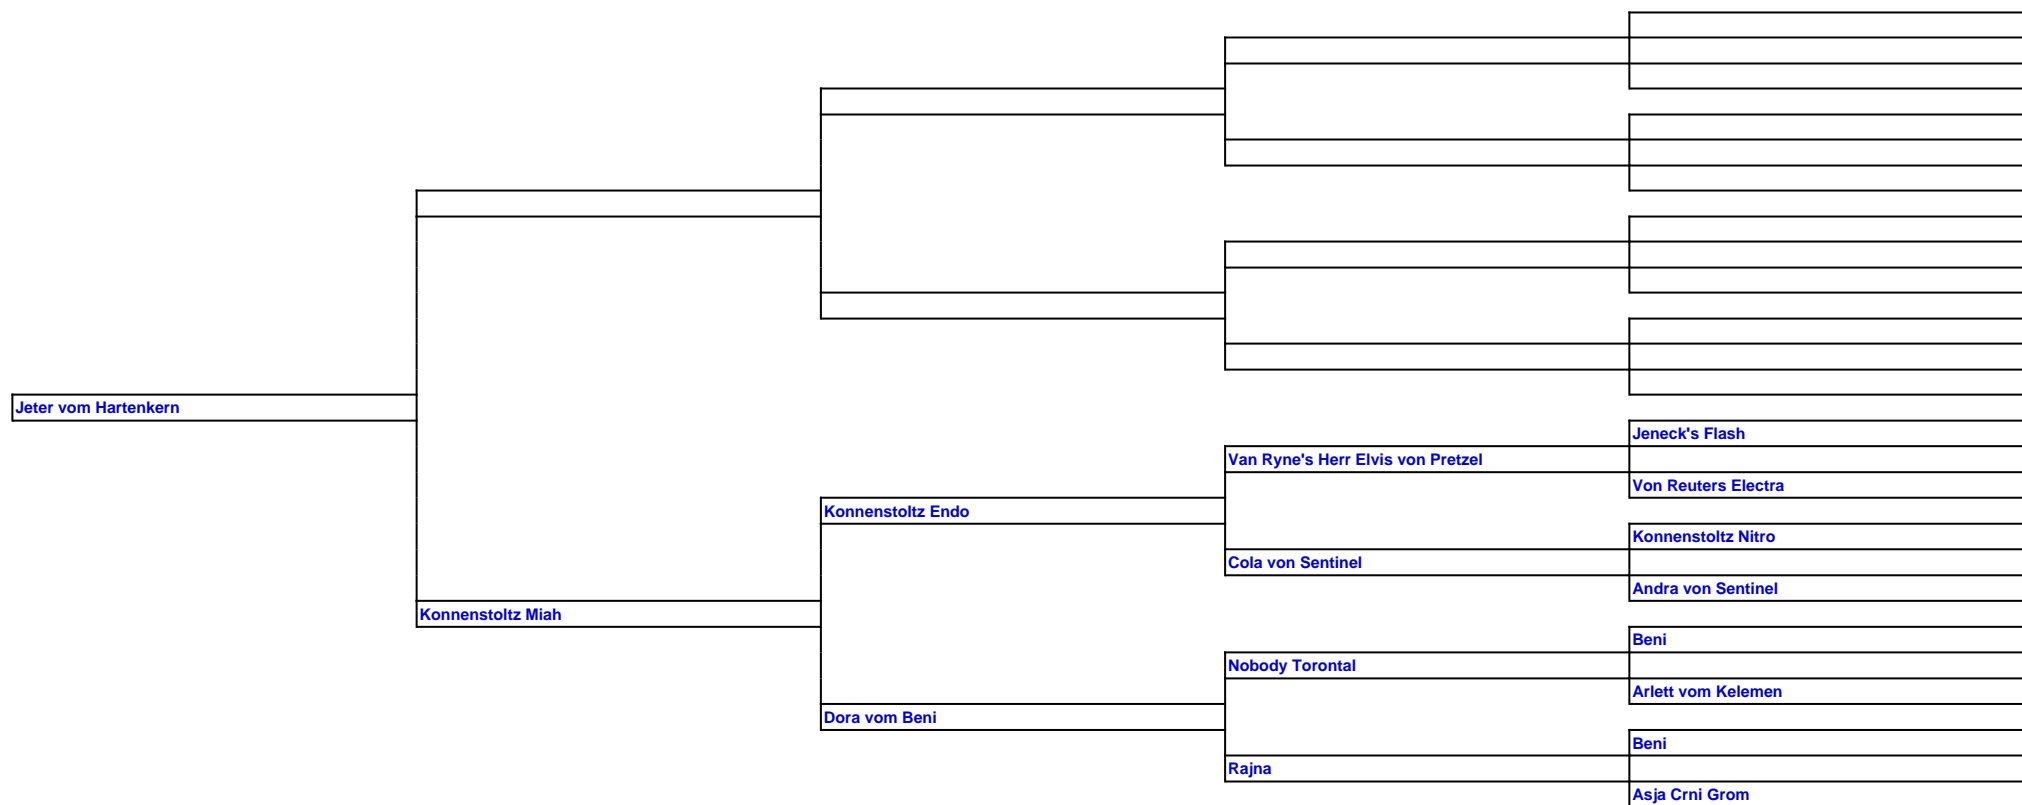 Jeter vom Hartenkern
Konnenstoltz Miah
Konnenstoltz Endo
Dora vom Beni
Van Ryne's Herr Elvis von Pretzel
Cola von Sentinel
Nobody Torontal
Rajna
Jeneck's Flash
Von Reuters Electra
Konnenstoltz Nitro
Andra von Sentinel
Beni
Arlett vom Kelemen
Beni
Asja Crni Grom